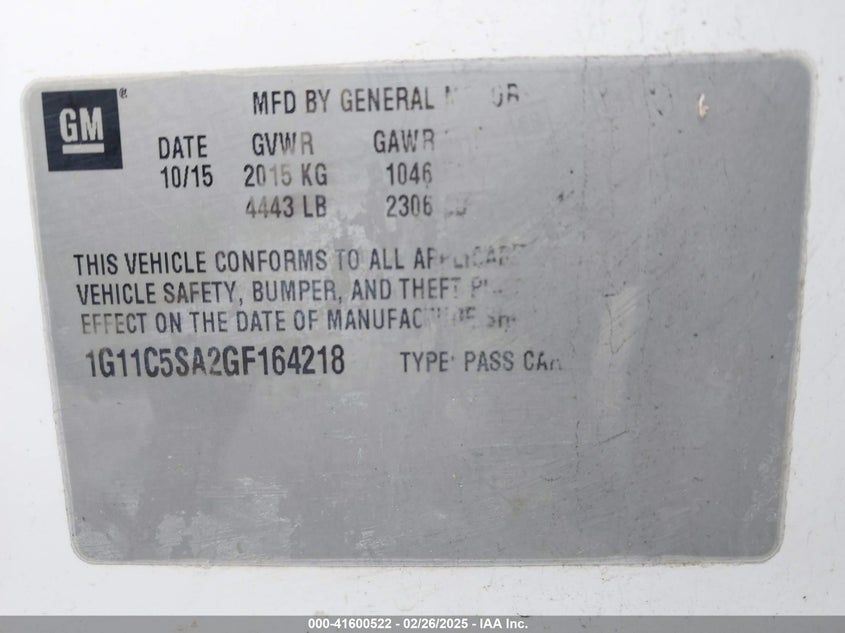 GM®
MFD BY GENERAL
DATE GVWR GAWR
10/15 2015 KG 1046
4443 LB 2306
THIS VEHICLE CONFORMS TO ALL
VEHICLE SAFETY, BUMPER, AND THEFT
EFFECT ON THE DATE OF
1G11C5SA2GF164218 TYPE: PASS CAR
000-41600522 - 02/26/2025 - IAA Inc.